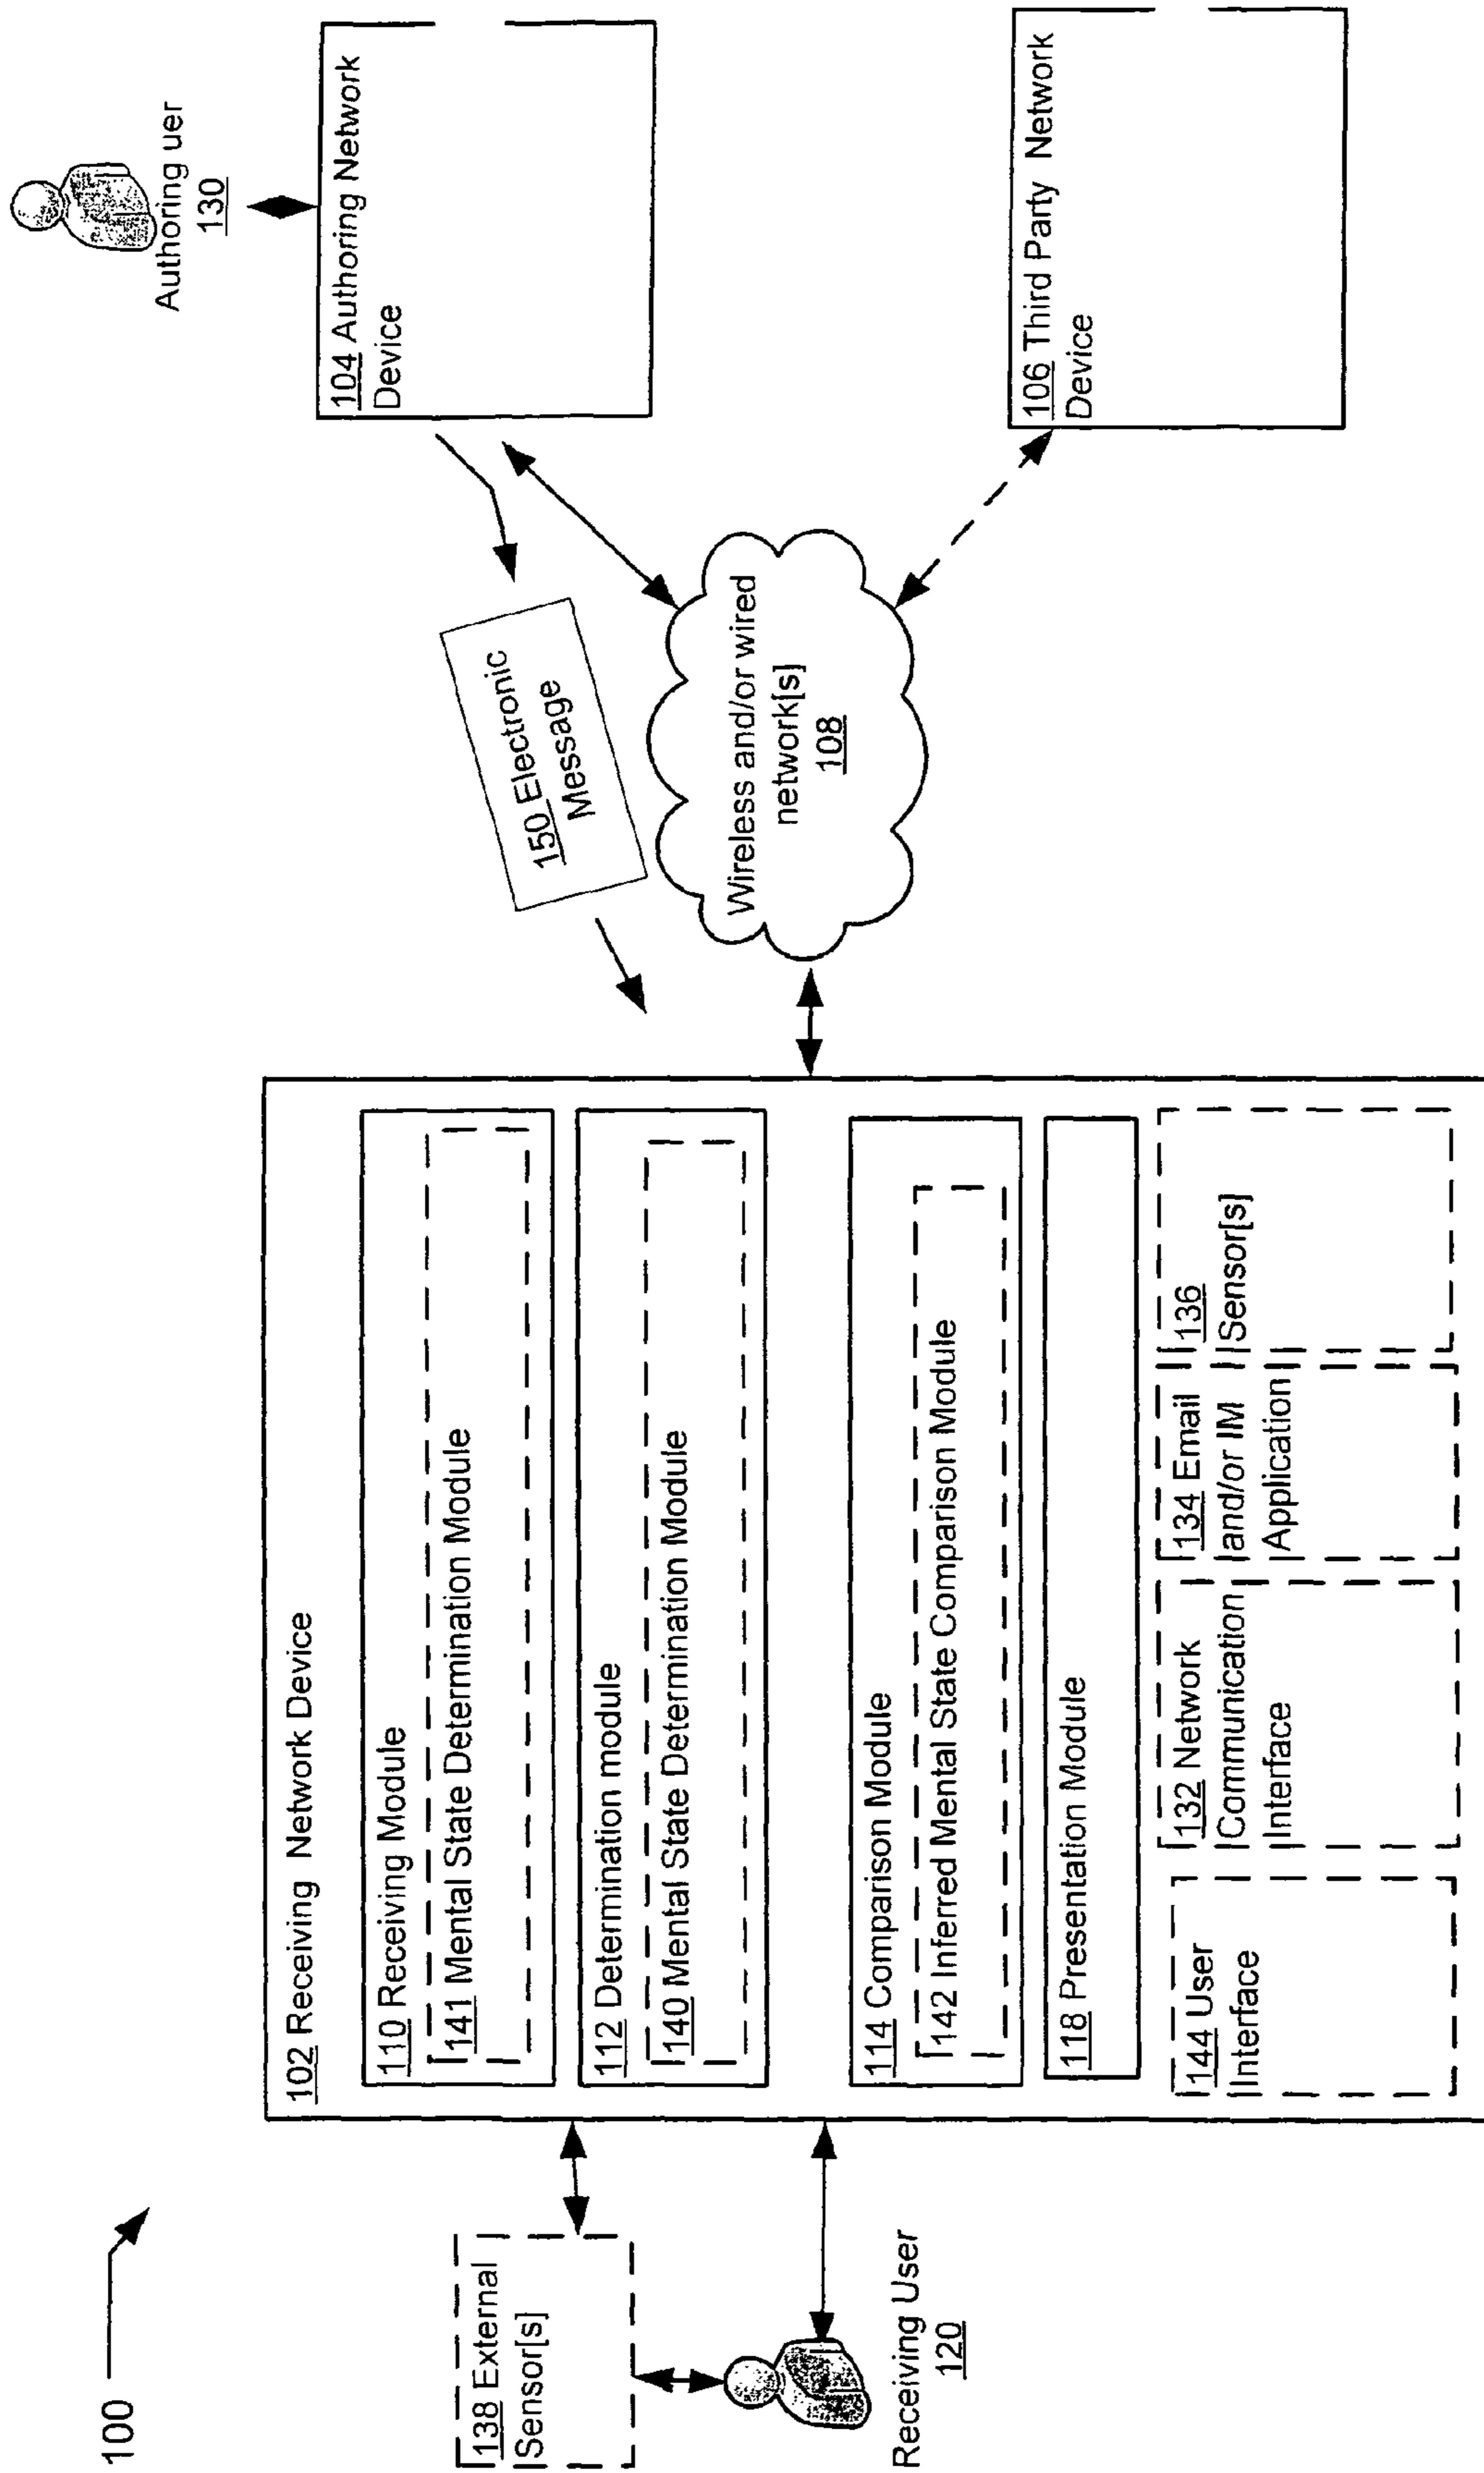 100
102 Receiving Network Device
110 Receiving Module
141 Mental State Determination Module
112 Determination module
140 Mental State Determination Module
114 Comparison Module
142 Inferred Mental State Comparison Module
118 Presentation Module
144 User
Interface
132 Network
Communication
Interface
134 Email
and/or IM
Application
136
Sensor[s]
138 External
Sensor[s]
Receiving User
120
150 Electronic
Message
Wireless and/or wired
network[s]
108
Authoring uer
130
104 Authoring Network
Device
106 Third Party Network
Device